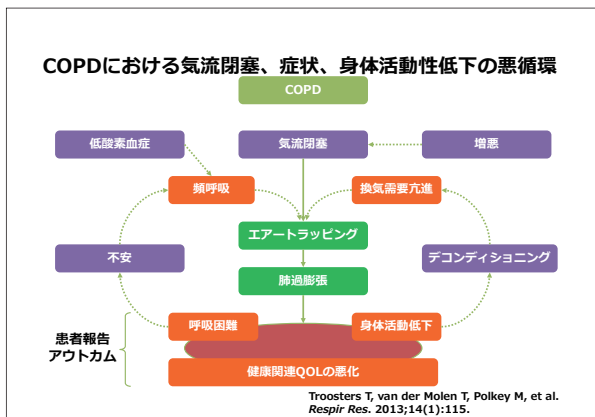 COPDにおける気流閉塞、症状、身体活動性低下の悪循環
COPD
低酸素血症
気流閉塞
増悪
頻呼吸
換気需要亢進
エアートラッピング
不安
デコンディショニング
肺過膨張
呼吸困難
身体活動低下
患者報告
アウトカム
健康関連QOLの悪化
Troosters T, van der Molen T, Polkey M, et al.
Respir Res. 2013;14(1):115.